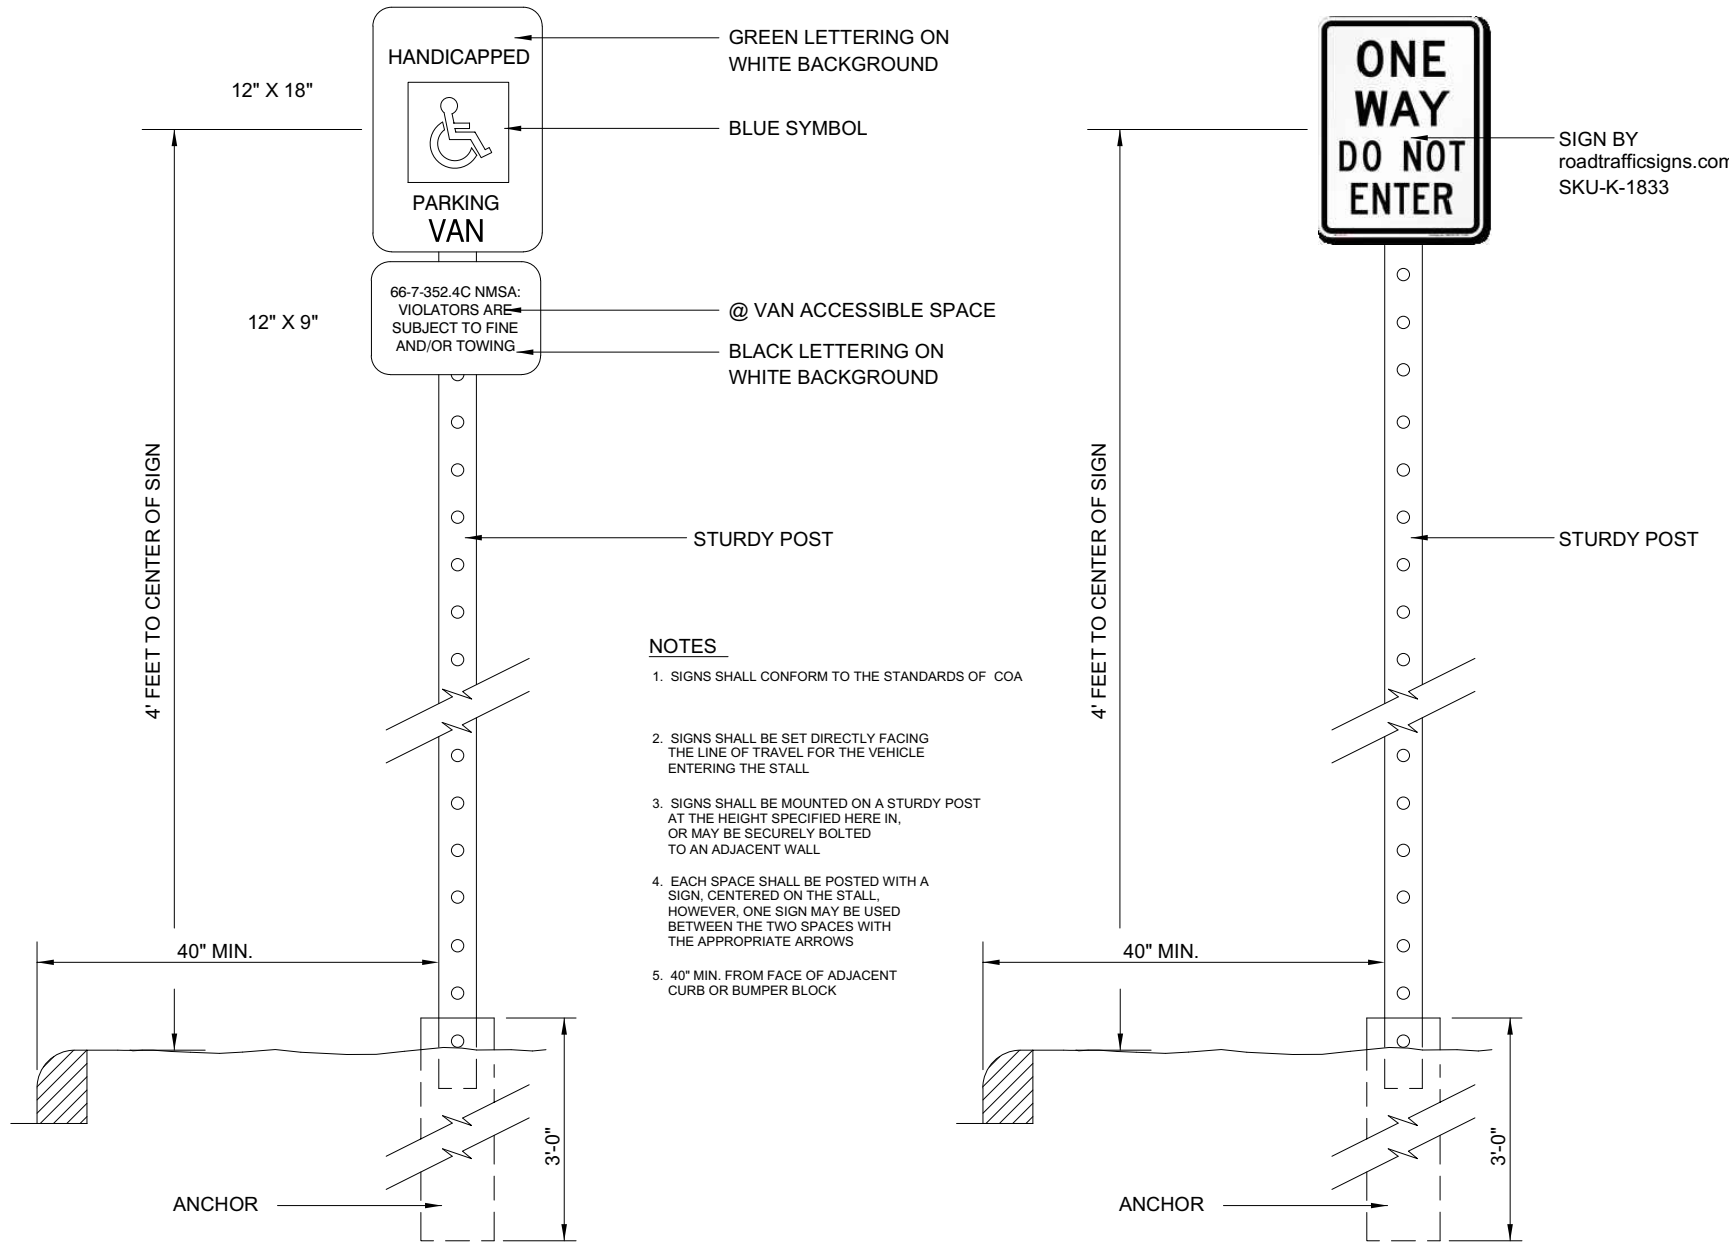 HANDICAPPED
PARKING
VAN
12" X 18"
GREEN LETTERING ON
WHITE BACKGROUND
BLUE SYMBOL
66-7-352.4C NMSA:
VIOLATORS ARE
SUBJECT TO FINE
AND/OR TOWING
12" X 9"
@ VAN ACCESSIBLE SPACE
BLACK LETTERING ON
WHITE BACKGROUND
4' FEET TO CENTER OF SIGN
STURDY POST
40" MIN.
3'-0"
ANCHOR
NOTES
1. SIGNS SHALL CONFORM TO THE STANDARDS OF COA
2. SIGNS SHALL BE SET DIRECTLY FACING
THE LINE OF TRAVEL FOR THE VEHICLE
ENTERING THE STALL
3. SIGNS SHALL BE MOUNTED ON A STURDY POST
AT THE HEIGHT SPECIFIED HERE IN,
OR MAY BE SECURELY BOLTED
TO AN ADJACENT WALL
4. EACH SPACE SHALL BE POSTED WITH A
SIGN, CENTERED ON THE STALL,
HOWEVER, ONE SIGN MAY BE USED
BETWEEN THE TWO SPACES WITH
THE APPROPRIATE ARROWS
5. 40" MIN. FROM FACE OF ADJACENT
CURB OR BUMPER BLOCK
ONE
WAY
DO NOT
ENTER
SIGN BY
roadtrafficsigns.com
SKU-K-1833
4' FEET TO CENTER OF SIGN
STURDY POST
40" MIN.
3'-0"
ANCHOR